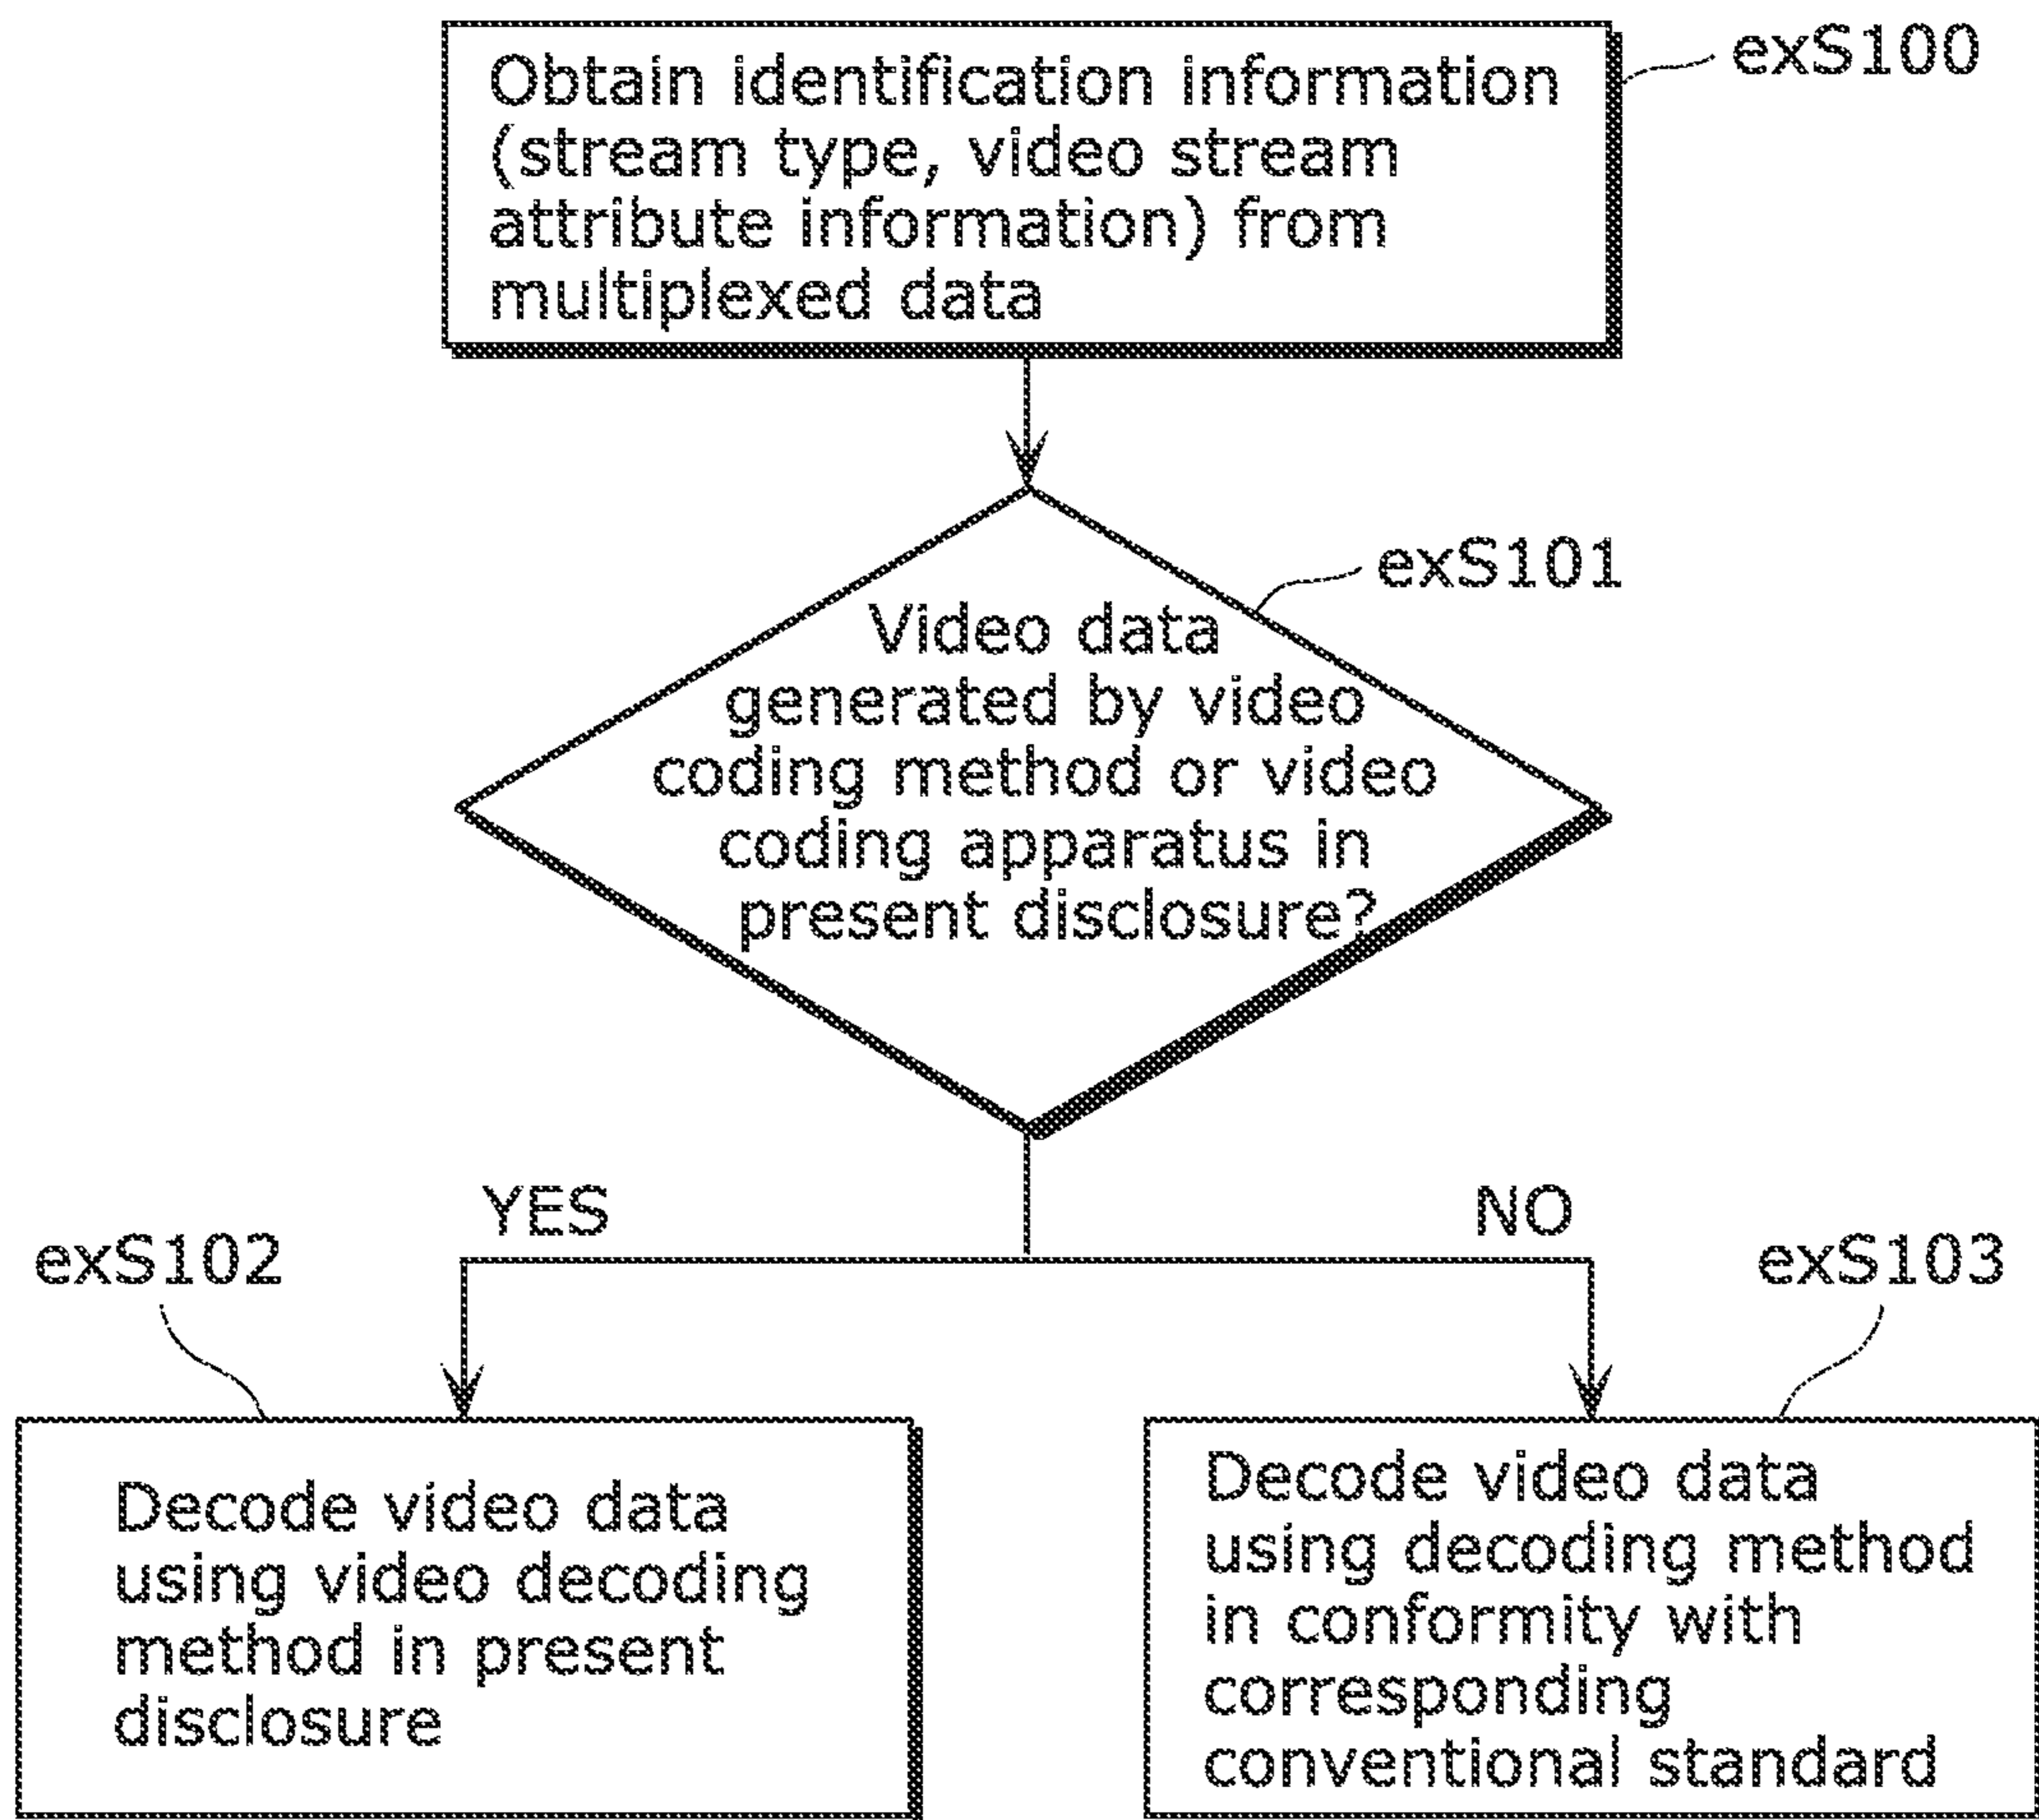 exS100
Obtain identification information
(stream type, video stream
attribute information) from
multiplexed data
exS101
Video data
generated by video
coding method or video
coding apparatus in
present disclosure?
YES
NO
exS102
exS103
Decode video data
using video decoding
method in present
disclosure
Decode video data
using decoding method
in conformity with
corresponding
conventional standard